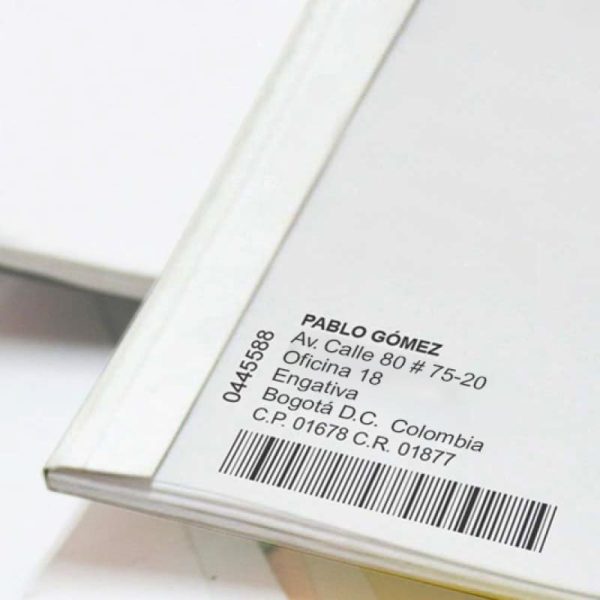 PABLO GÓMEZ
Av. Calle 80 # 75-20
Oficina 18
Engativa
Bogotá D.C. Colombia
C.P. 01678 C.R. 01877
0445588